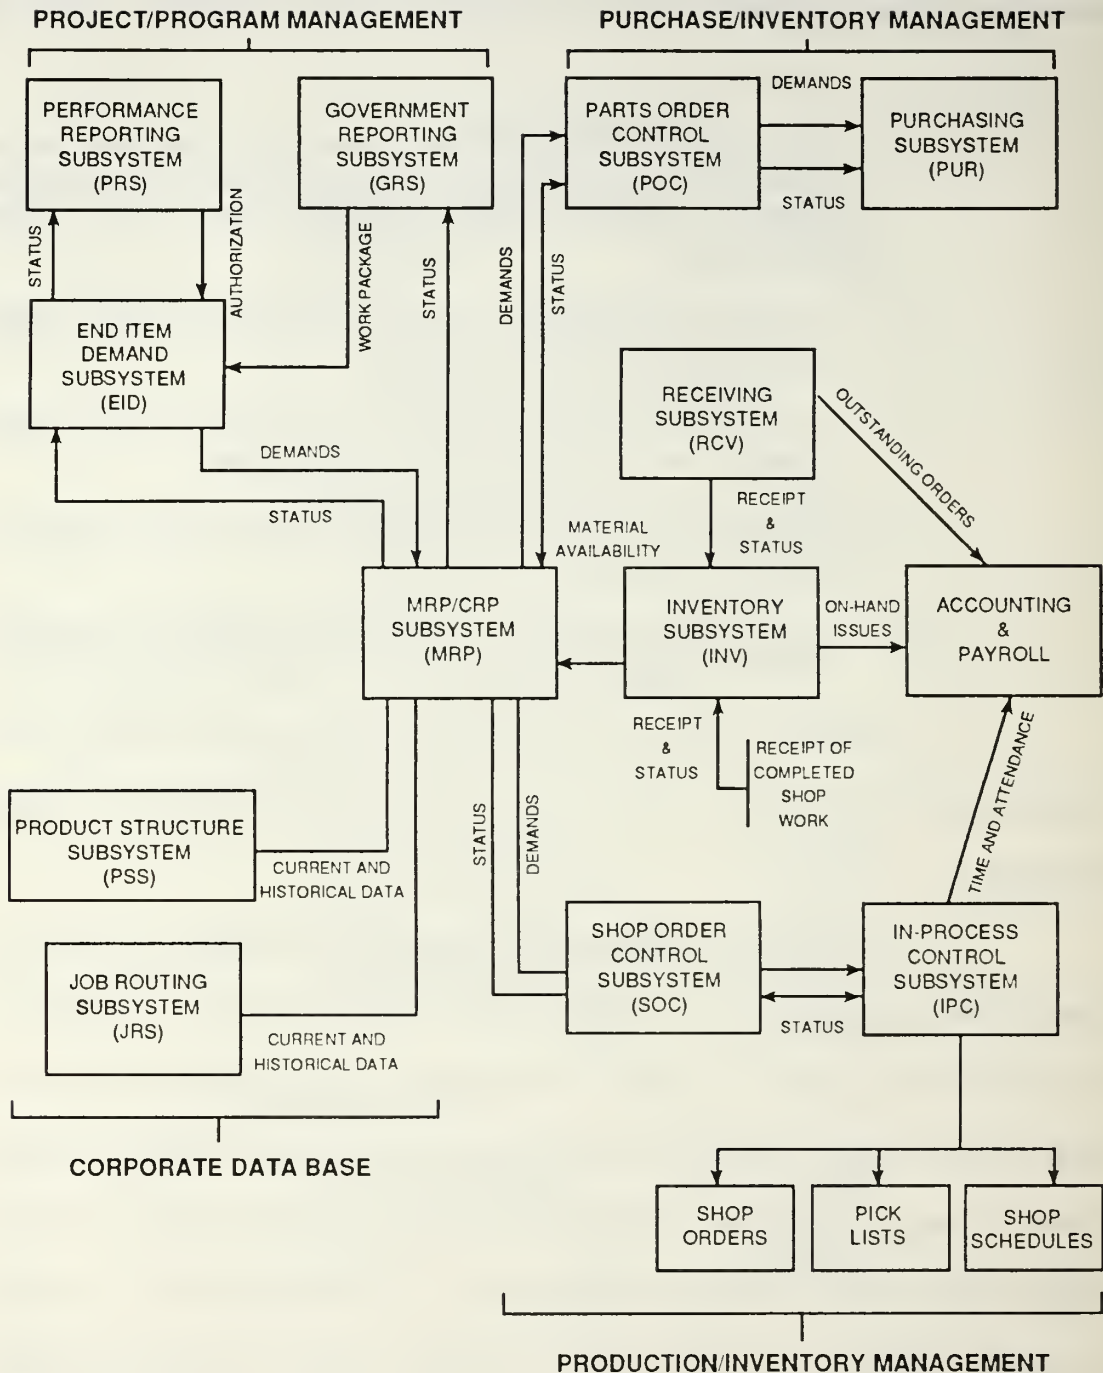 PROJECT/PROGRAM MANAGEMENT
PURCHASE/INVENTORY MANAGEMENT
PERFORMANCE
REPORTING
SUBSYSTEM
(PRS)
GOVERNMENT
REPORTING
SUBSYSTEM
(GRS)
PARTS ORDER
CONTROL
SUBSYSTEM
(POC)
DEMANDS
PURCHASING
SUBSYSTEM
(PUR)
STATUS
STATUS
AUTHORIZATION
WORK PACKAGE
STATUS
DEMANDS
STATUS
END ITEM
DEMAND
SUBSYSTEM
(EID)
RECEIVING
SUBSYSTEM
(RCV)
OUTSTANDING ORDERS
DEMANDS
STATUS
RECEIPT
&
STATUS
MATERIAL
AVAILABILITY
MRP/CRP
SUBSYSTEM
(MRP)
INVENTORY
SUBSYSTEM
(INV)
ON-HAND
ISSUES
ACCOUNTING
&
PAYROLL
RECEIPT
&
STATUS
RECEIPT OF
COMPLETED
SHOP
WORK
TIME AND ATTENDANCE
STATUS
DEMANDS
PRODUCT STRUCTURE
SUBSYSTEM
(PSS)
CURRENT AND
HISTORICAL DATA
JOB ROUTING
SUBSYSTEM
(JRS)
CURRENT AND
HISTORICAL DATA
SHOP ORDER
CONTROL
SUBSYSTEM
(SOC)
STATUS
IN-PROCESS
CONTROL
SUBSYSTEM
(IPC)
CORPORATE DATA BASE
SHOP
ORDERS
PICK
LISTS
SHOP
SCHEDULES
PRODUCTION/INVENTORY MANAGEMENT